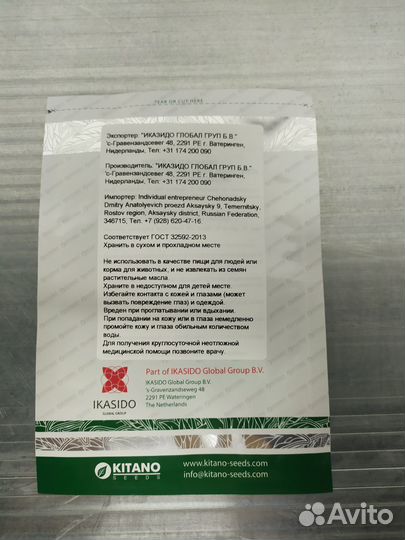 TEAR OR CUT HERE
Экспортер: "ИКАЗИДО ГЛОБАЛ ГРУП Б.В."
'с-Гравензандсевег 48, 2291 РЕ г. Ватеринген,
Нидерланды, Тел: +31 174 200 090
Производитель: "ИКАЗИДО ГЛОБАЛ ГРУП Б.В."
'с-Гравензандсевег 48, 2291 РЕ г. Ватеринген,
Нидерланды, Тел: +31 174 200 090
Импортер: Individual entrepreneur Chehonadsky
Dmitry Anatolyevich proezd Aksaysky 9, Temernitsky,
Rostov region, Aksaysky district, Russian Federation,
346715, Тел: +7 (928) 620-47-16
Соответствует ГОСТ 32592-2013
Хранить в сухом и прохладном месте
Не использовать в качестве пищи для людей или
корма для животных, и не извлекать из семян
растительные масла.
Хранить в недоступном для детей месте.
Избегайте контакта с кожей и глазами (может
вызвать повреждение глаз) и одеждой.
Вреден при проглатывании или вдыхании.
При попадании на кожу или в глаза немедленно
промойте кожу и глаза обильным количеством
воды.
Для получения круглосуточной неотложной
медицинской помощи позвоните врачу.
Part of IKASIDO Global Group B.V.
IKASIDO Global Group B.V.
's-Gravenzandseweg 48
2291 PE Wateringen
The Netherlands
IKASIDO
GLOBAL GROUP
KITANO
SEEDS
www.kitano-seeds.com
info@kitano-seeds.com
Avito